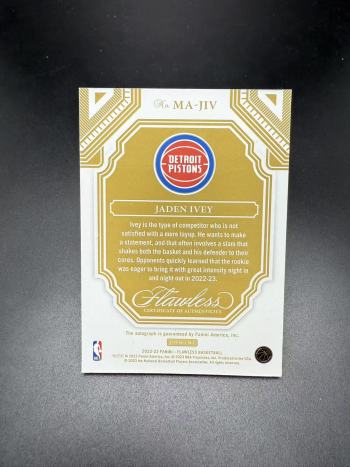 No. MA-JIV
DETROIT
PISTONS
JADEN IVEY
Ivey is the type of competitor who is not
satisfied with a mere layup. He wants to make
a statement, and that often involves a slam that
shakes both the basket and his defender to their
cores. Opponents quickly learned that the rookie
was eager to bring it with great intensity night in
and night out in 2022-23.
Flawless
CERTIFICATE OF AUTHENTICITY
The autograph is guaranteed by Panini America, Inc.
2022-23 PANINI - FLAWLESS BASKETBALL
NBA